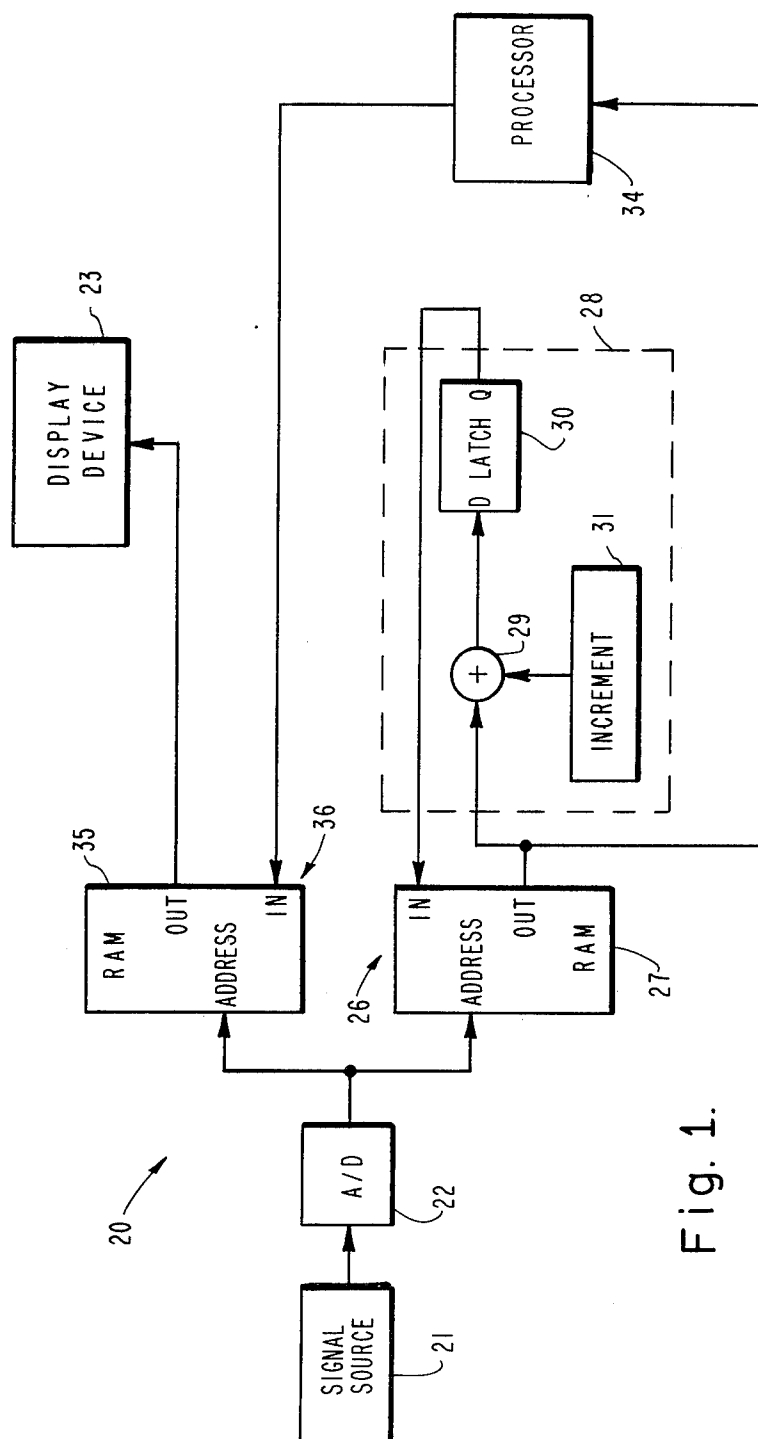 20
SIGNAL
SOURCE
21
A/D
22
35
RAM
OUT
ADDRESS
IN
36
DISPLAY
DEVICE
23
26
IN
ADDRESS
OUT
RAM
27
28
D LATCH Q
30
+
29
INCREMENT
31
PROCESSOR
34
Fig. 1.